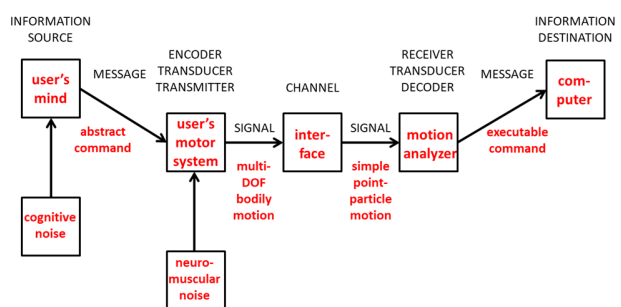 INFORMATION
SOURCE
user's
mind
MESSAGE
abstract
command
cognitive
noise
ENCODER
TRANSDUCER
TRANSMITTER
user's
motor
system
neuro-
muscular
noise
SIGNAL
multi-
DOF
bodily
motion
CHANNEL
inter-
face
SIGNAL
simple
point-
particle
motion
RECEIVER
TRANSDUCER
DECODER
motion
analyzer
MESSAGE
executable
command
INFORMATION
DESTINATION
com-
puter